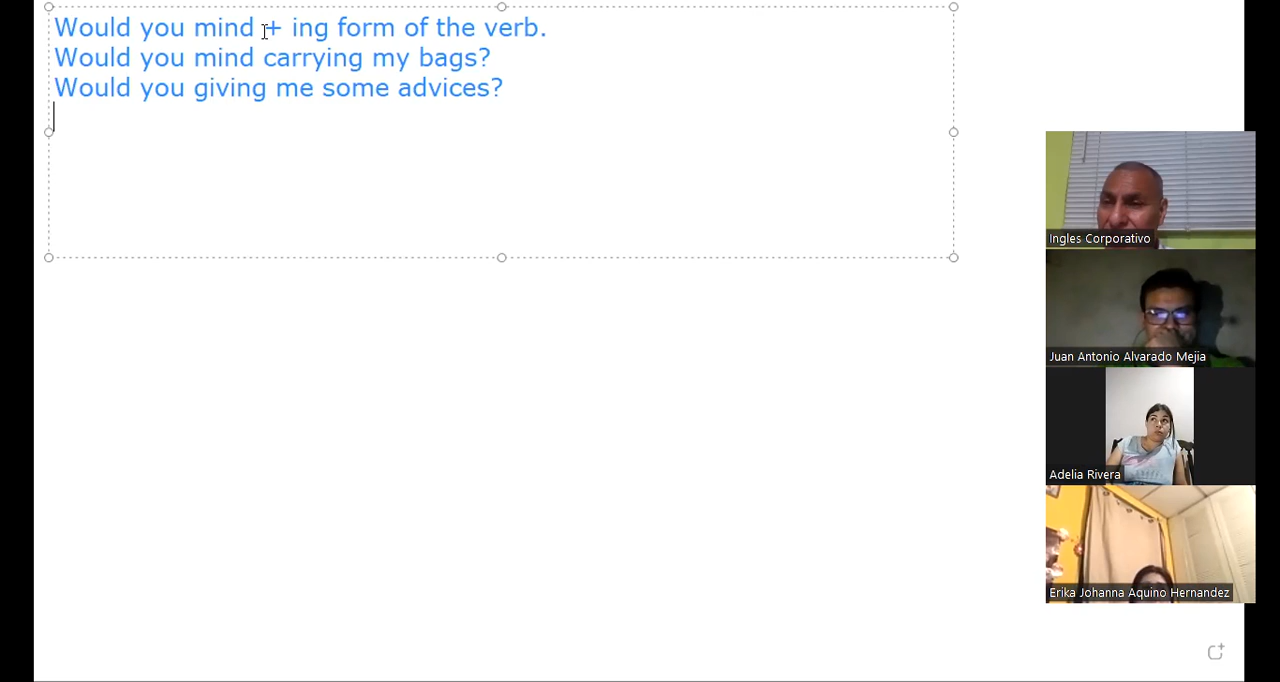 Would you mind + ing form of the verb.
Would you mind carrying my bags?
Would you giving me some advices?
Ingles Corporativo
Juan Antonio Alvarado Mejia
Adelia Rivera
Erika Johanna Aquino Hernandez